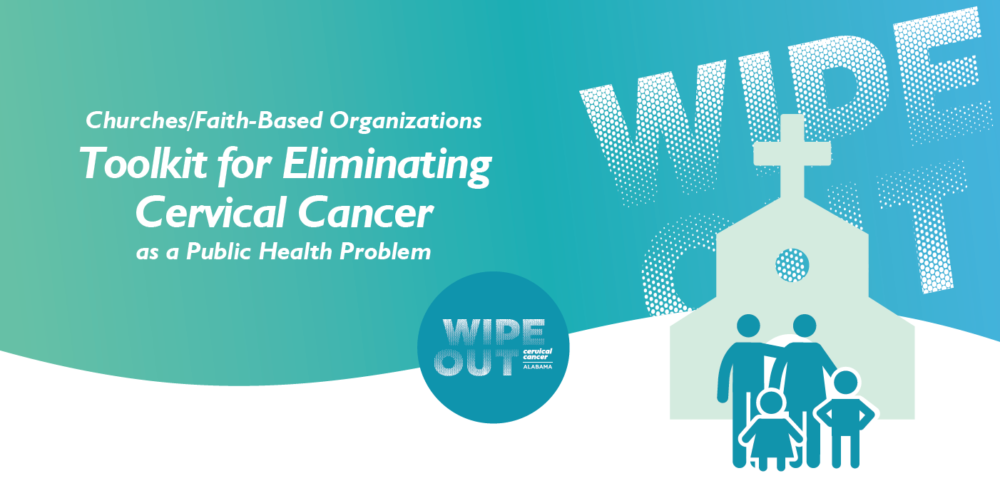 Churches/Faith-Based Organizations
Toolkit for Eliminating
Cervical Cancer
as a Public Health Problem
WIPE
OUT
cervical
cancer
ALABAMA
WIPE
OUT